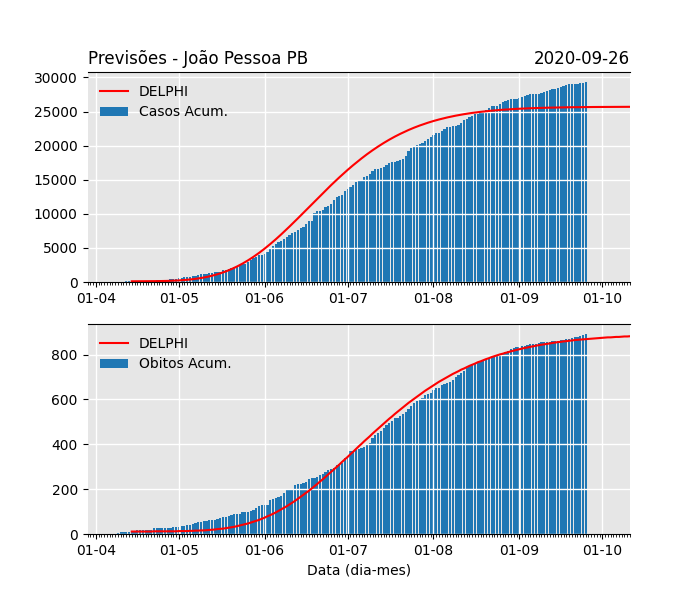 Previsões - João Pessoa PB 2020-09-26
30000
25000
20000
15000
10000
5000
0
DELPHI
Casos Acum.
01-04 01-05 01-06 01-07 01-08 01-09 01-10
800
600
400
200
0
DELPHI
Obitos Acum.
01-04 01-05 01-06 01-07 01-08 01-09 01-10
Data (dia-mes)